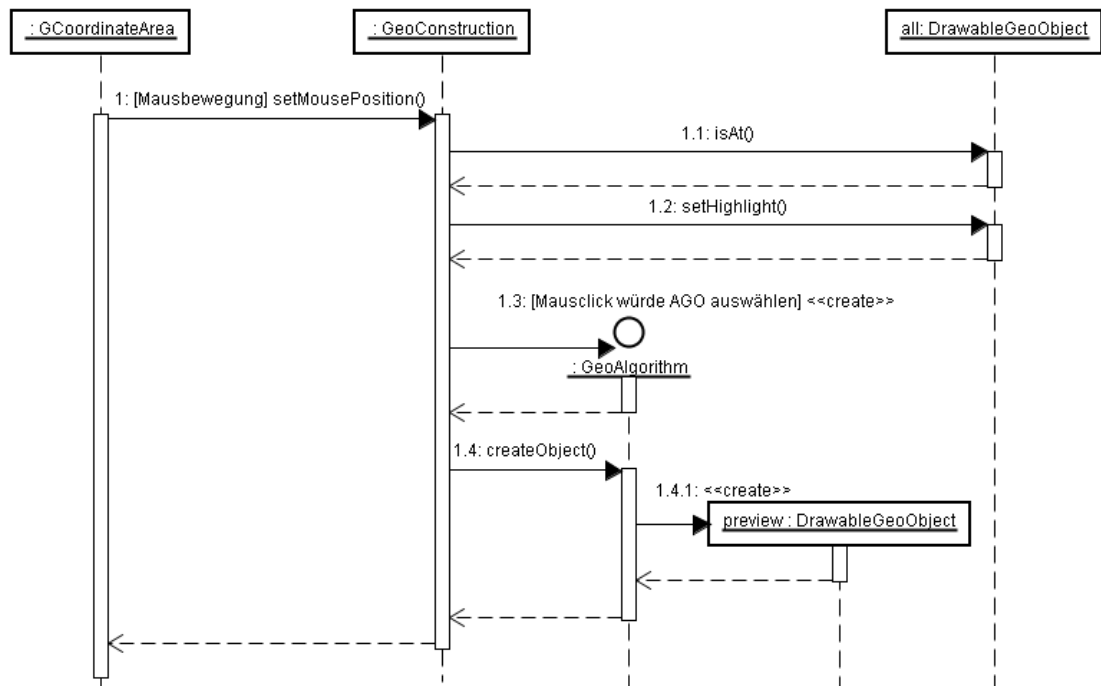 : GCoordinateArea
: GeoConstruction
all: DrawableGeoObject
1: [Mausbewegung] setMousePosition()
1.1: isAt()
1.2: setHighlight()
1.3: [Mausclick würde AGO auswählen] <<create>>
: GeoAlgorithm
1.4: createObject()
1.4.1: <<create>>
preview : DrawableGeoObject